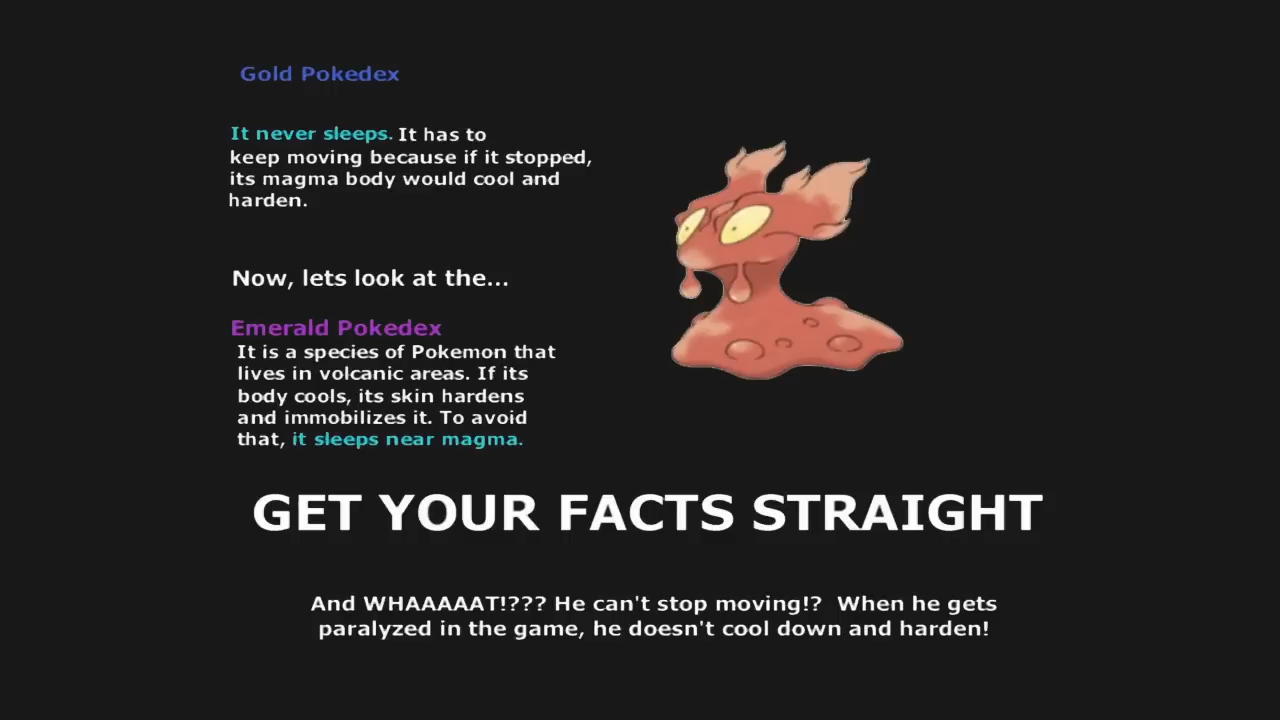 Gold Pokedex
It never sleeps. It has to
keep moving because if it stopped,
its magma body would cool and
harden.
Now, lets look at the...
Emerald Pokedex
It is a species of Pokemon that
lives in volcanic areas. If its
body cools, its skin hardens
and immobilizes it. To avoid
that, it sleeps near magma.
GET YOUR FACTS STRAIGHT
And WHAAAAAT!??? He can't stop moving!? When he gets
paralyzed in the game, he doesn't cool down and harden!